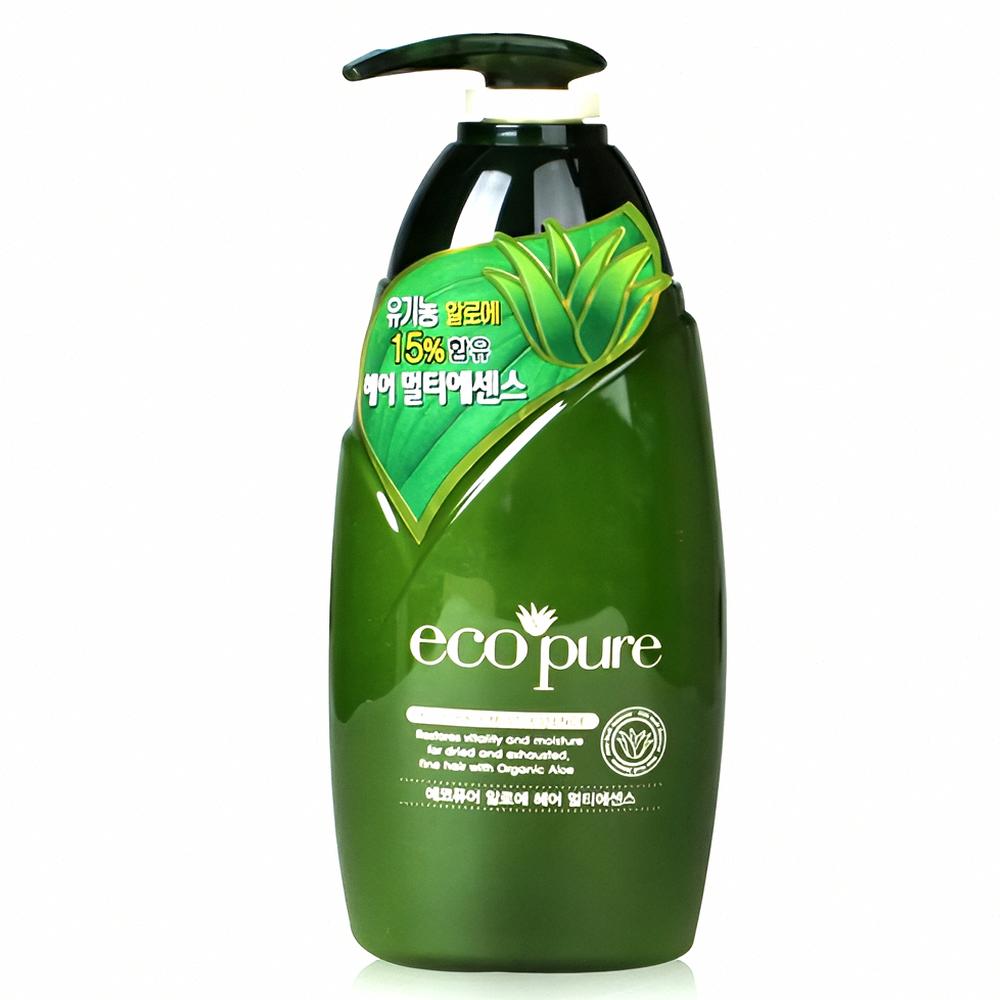 유기농 알로에
15% 함유
헤어 멀티에센스
eco pure
Restores vitality and moisture
for dried and exhausted,
fine hair with Organic Aloe
에코퓨어 알로에 헤어 멀티에센스